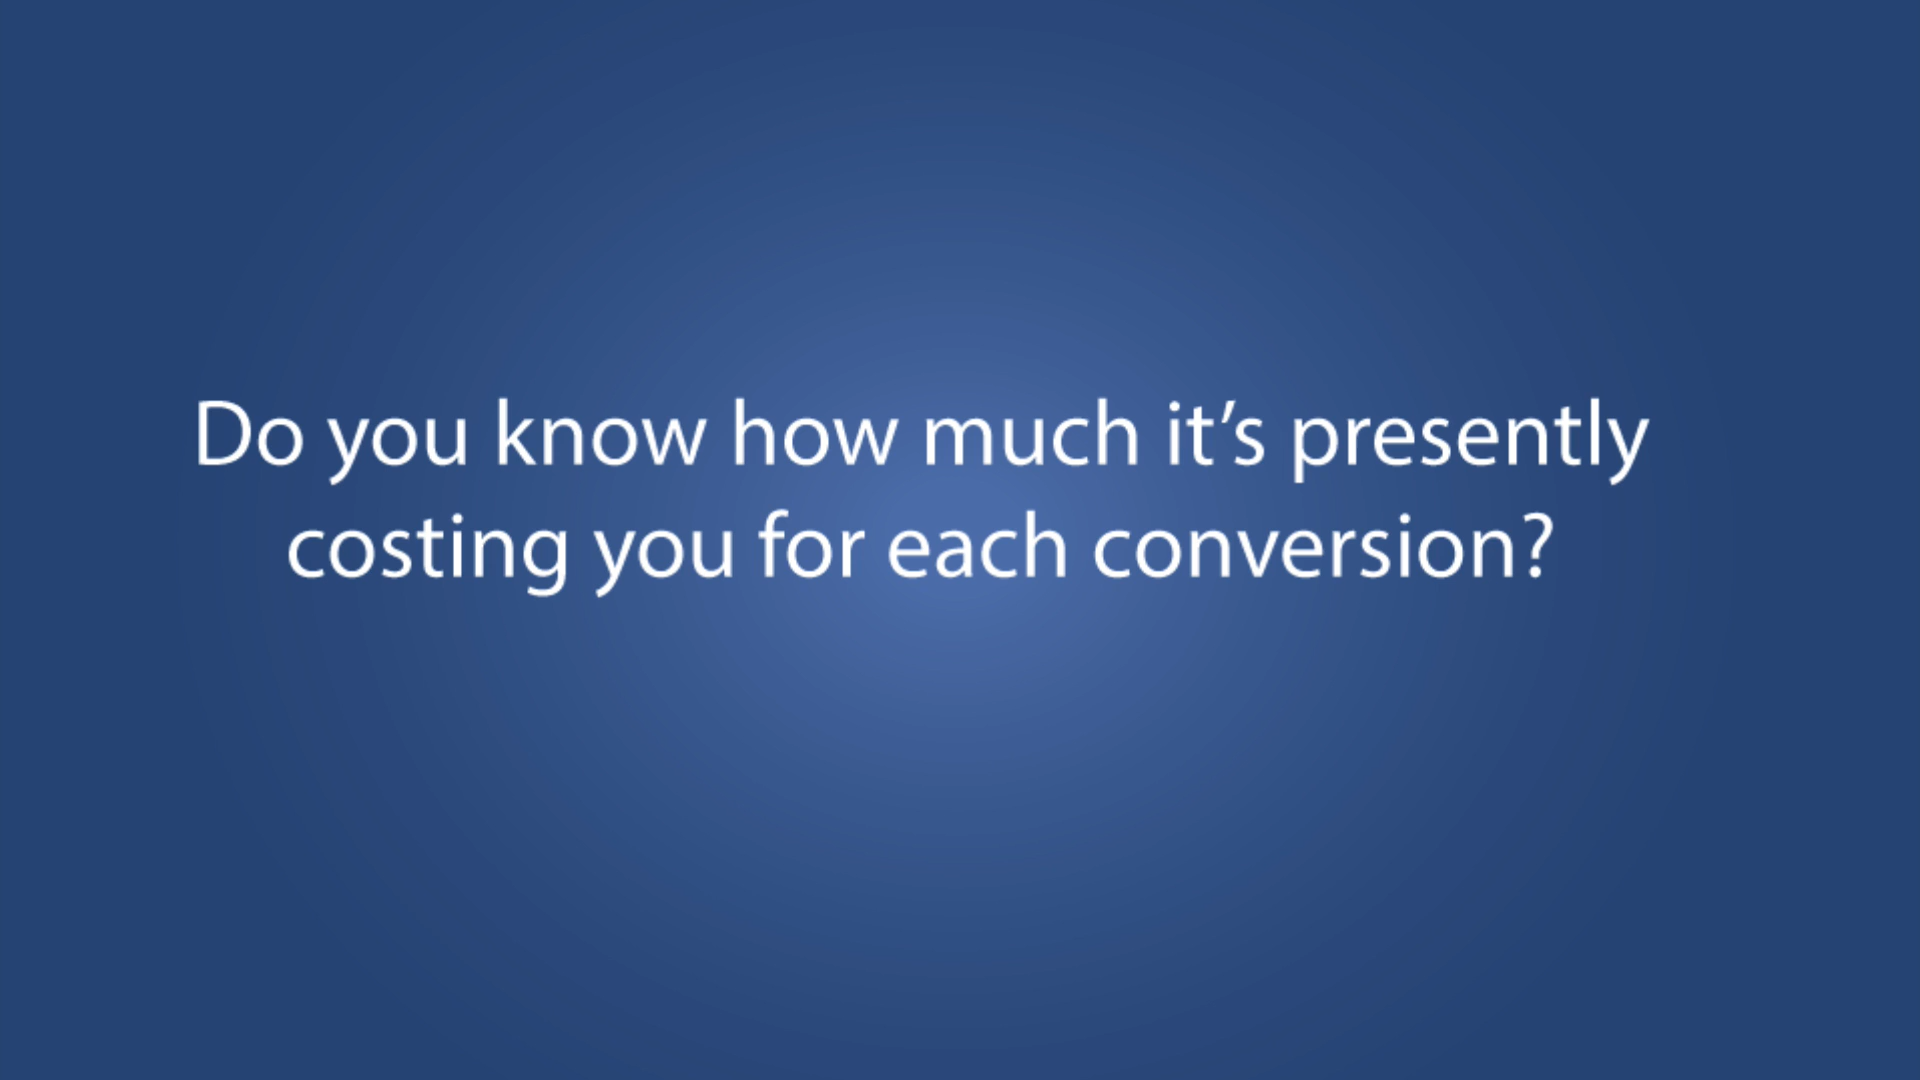 Do you know how much it’s presently
costing you for each conversion?